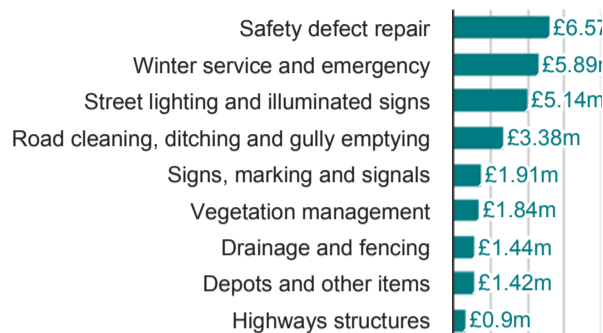 Safety defect repair £6.57
Winter service and emergency £5.89m
Street lighting and illuminated signs £5.14m
Road cleaning, ditching and gully emptying £3.38m
Signs, marking and signals £1.91m
Vegetation management £1.84m
Drainage and fencing £1.44m
Depots and other items £1.42m
Highways structures £0.9m